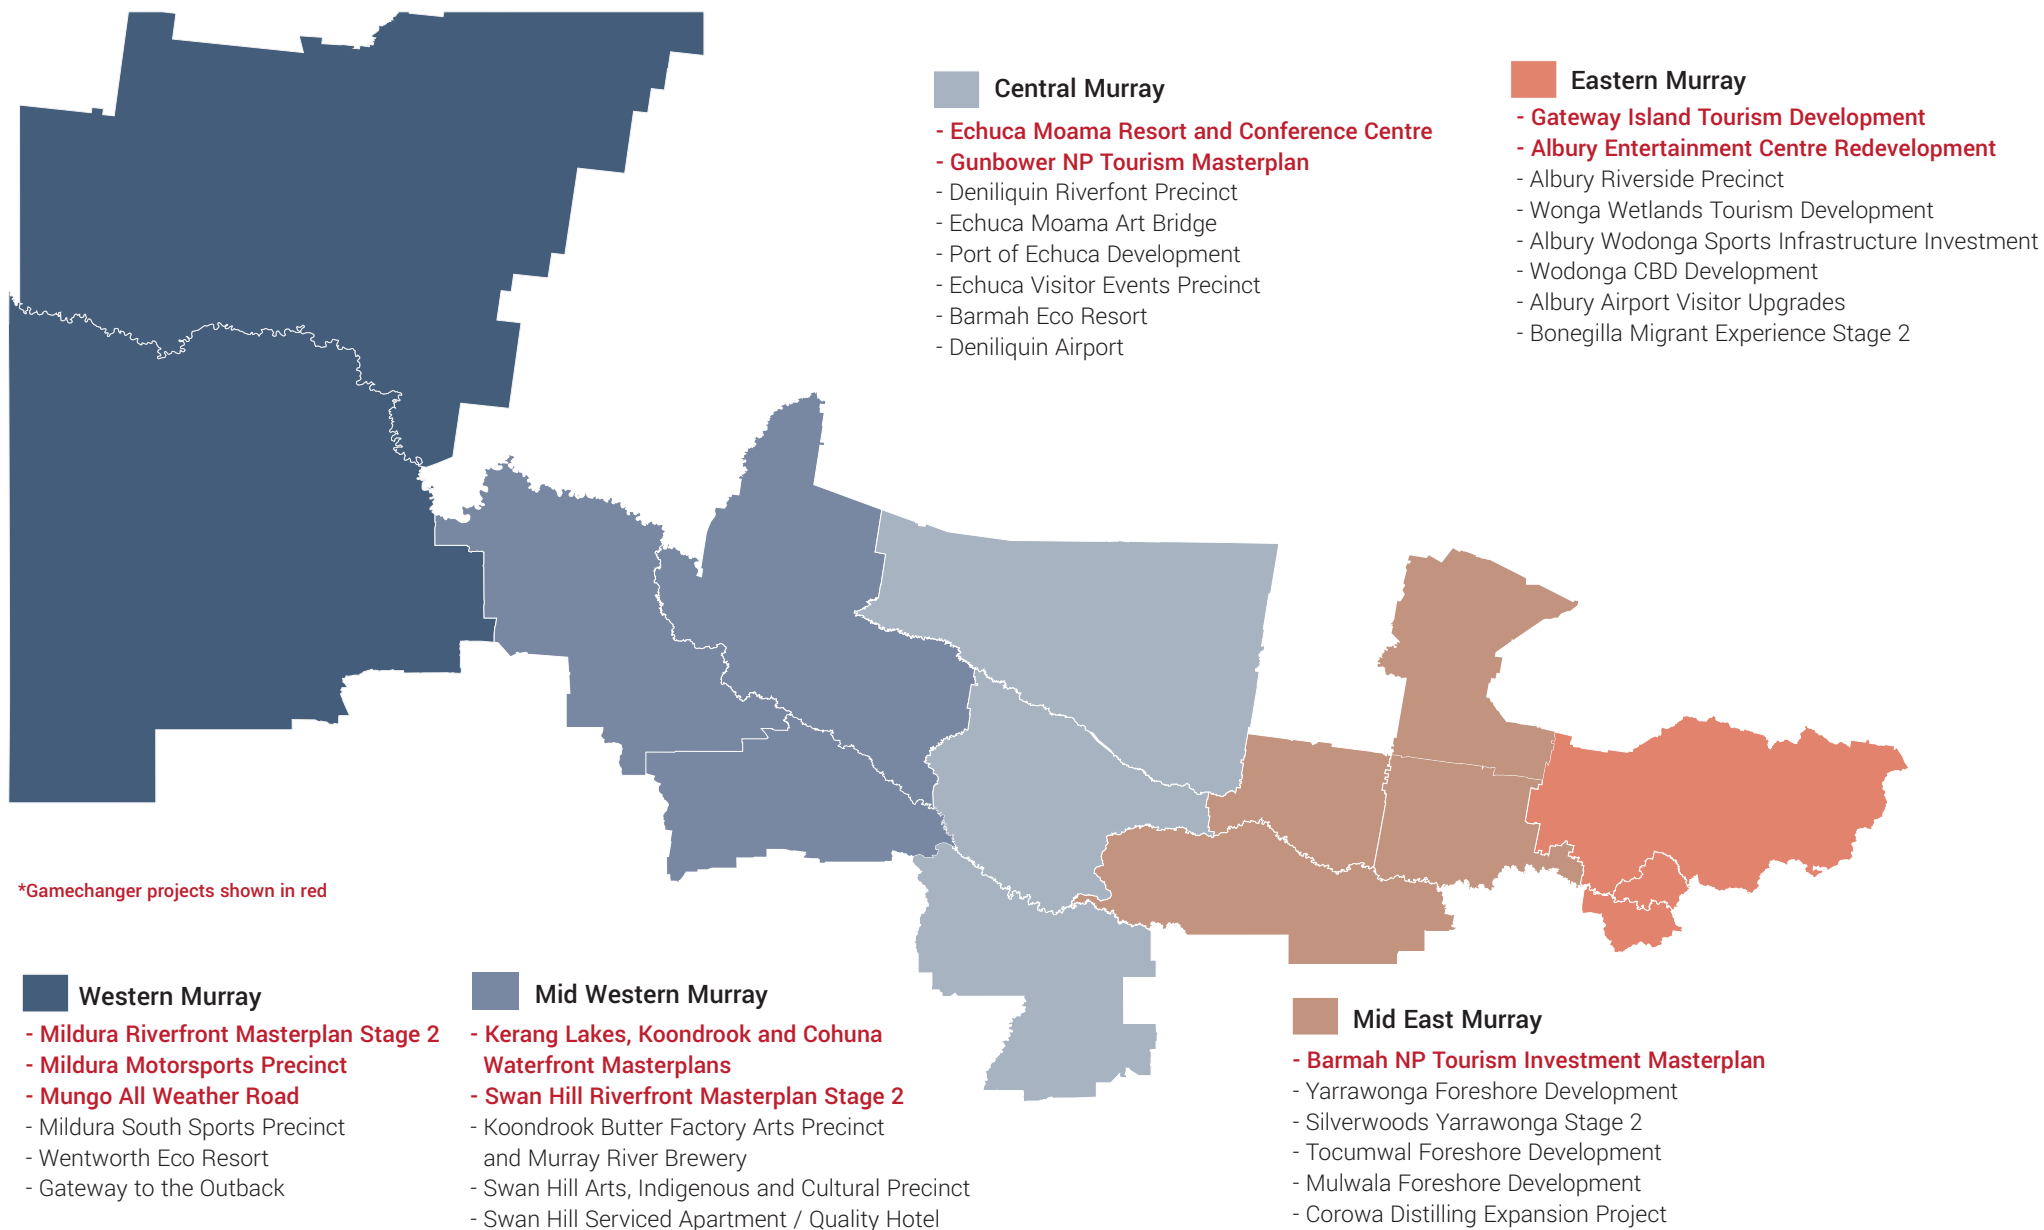 Central Murray
- Echuca Moama Resort and Conference Centre
- Gunbower NP Tourism Masterplan
- Deniliquin Riverfont Precinct
- Echuca Moama Art Bridge
- Port of Echuca Development
- Echuca Visitor Events Precinct
- Barmah Eco Resort
- Deniliquin Airport
Eastern Murray
- Gateway Island Tourism Development
- Albury Entertainment Centre Redevelopment
- Albury Riverside Precinct
- Wonga Wetlands Tourism Development
- Albury Wodonga Sports Infrastructure Investment
- Wodonga CBD Development
- Albury Airport Visitor Upgrades
- Bonegilla Migrant Experience Stage 2
*Gamechanger projects shown in red
Western Murray
- Mildura Riverfront Masterplan Stage 2
- Mildura Motorsports Precinct
- Mungo All Weather Road
- Mildura South Sports Precinct
- Wentworth Eco Resort
- Gateway to the Outback
Mid Western Murray
- Kerang Lakes, Koondrook and Cohuna
Waterfront Masterplans
- Swan Hill Riverfront Masterplan Stage 2
- Koondrook Butter Factory Arts Precinct
and Murray River Brewery
- Swan Hill Arts, Indigenous and Cultural Precinct
- Swan Hill Serviced Apartment / Quality Hotel
Mid East Murray
- Barmah NP Tourism Investment Masterplan
- Yarrawonga Foreshore Development
- Silverwoods Yarrawonga Stage 2
- Tocumwal Foreshore Development
- Mulwala Foreshore Development
- Corowa Distilling Expansion Project